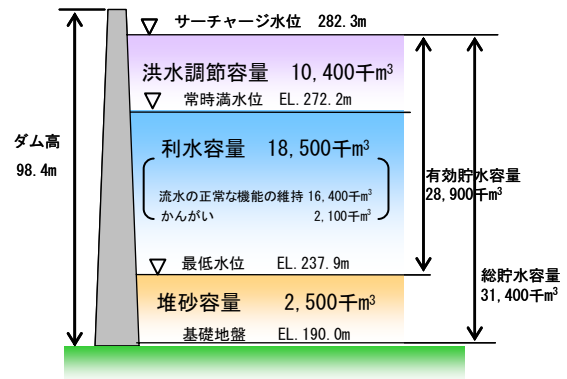 サーチャージ水位 282.3m
洪水調節容量 10,400千m³
常時満水位 EL.272.2m
ダム高
98.4m
利水容量 18,500千m³
流水の正常な機能の維持 16,400千m³
かんがい 2,100千m³
有効貯水容量
28,900千m³
最低水位 EL.237.9m
総貯水容量
31,400千m³
堆砂容量 2,500千m³
基礎地盤 EL.190.0m